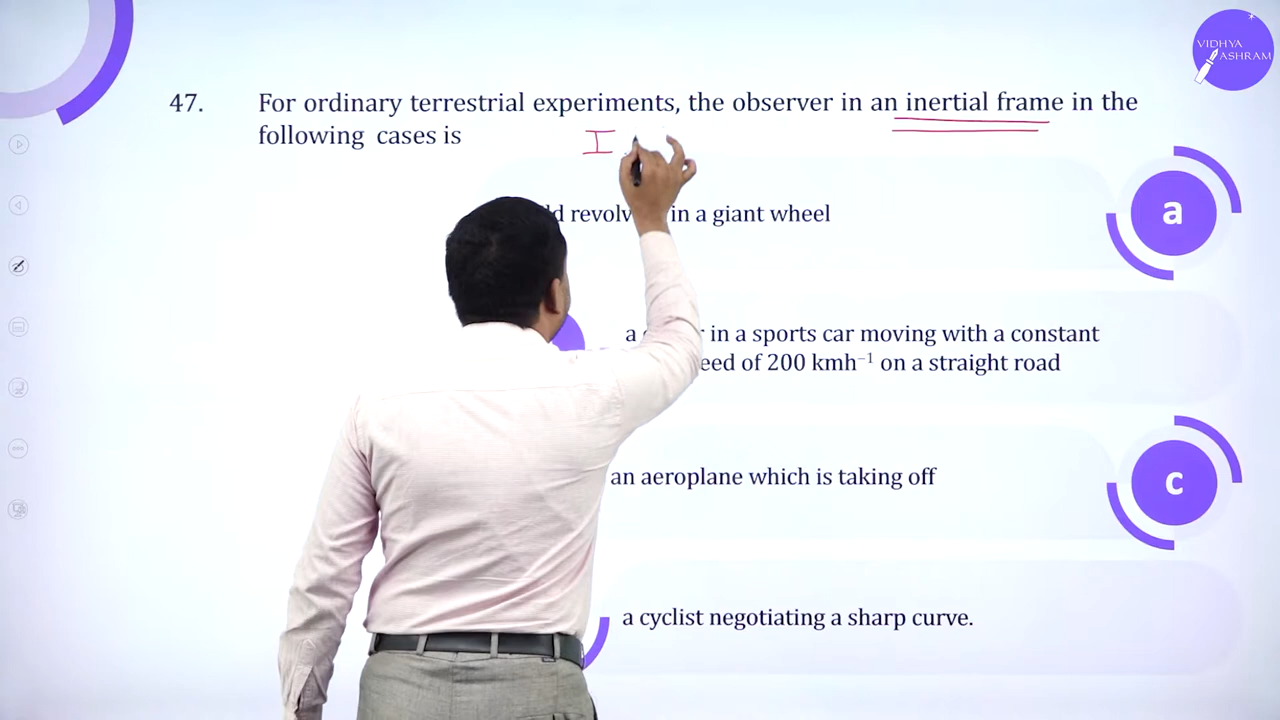 VIDHYA
ASHRAM
47. For ordinary terrestrial experiments, the observer in an inertial frame in the
following cases is
I
in a giant wheel
a
a in a sports car moving with a constant
200 kmh⁻¹ on a straight road
an aeroplane which is taking off
c
a cyclist negotiating a sharp curve.